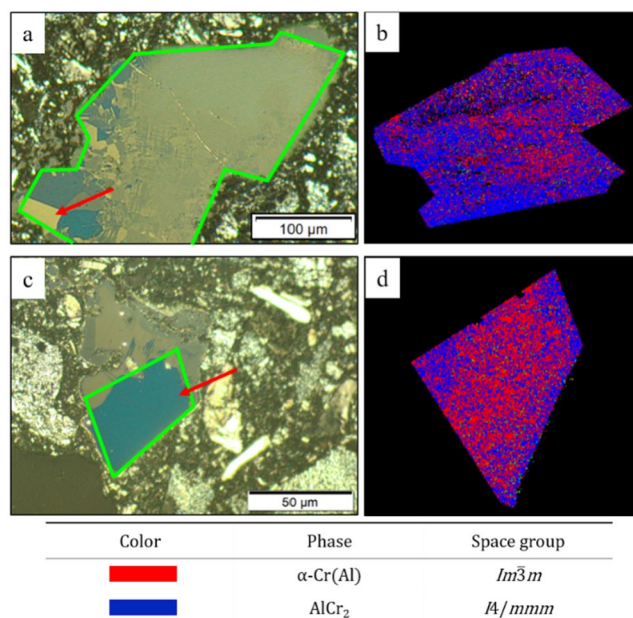 a
b
100 µm
c
d
50 µm
Color Phase Space group
α-Cr(Al) Im3̅m
AlCr₂ I4/mmm